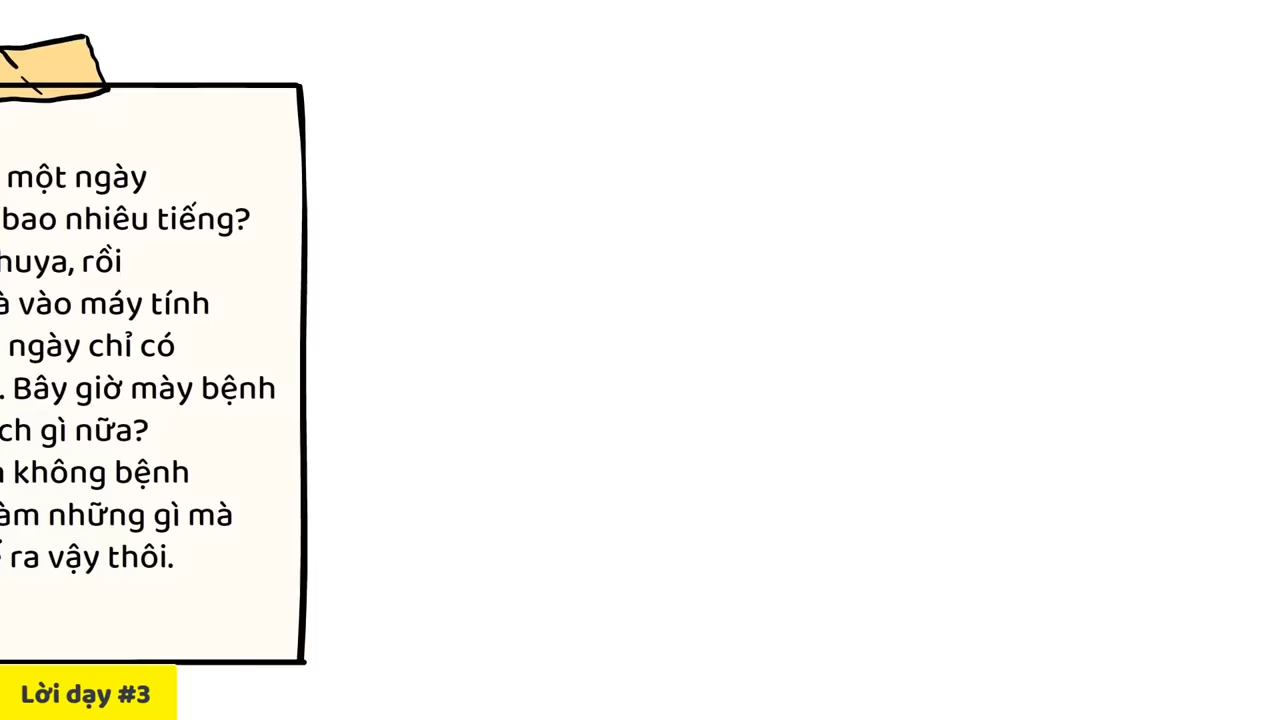 một ngày
bao nhiêu tiếng?
huya, rồi
à vào máy tính
ngày chỉ có
. Bây giờ mày bệnh
ch gì nữa?
không bệnh
àm những gì mà
ra vậy thôi.
Lời dạy #3